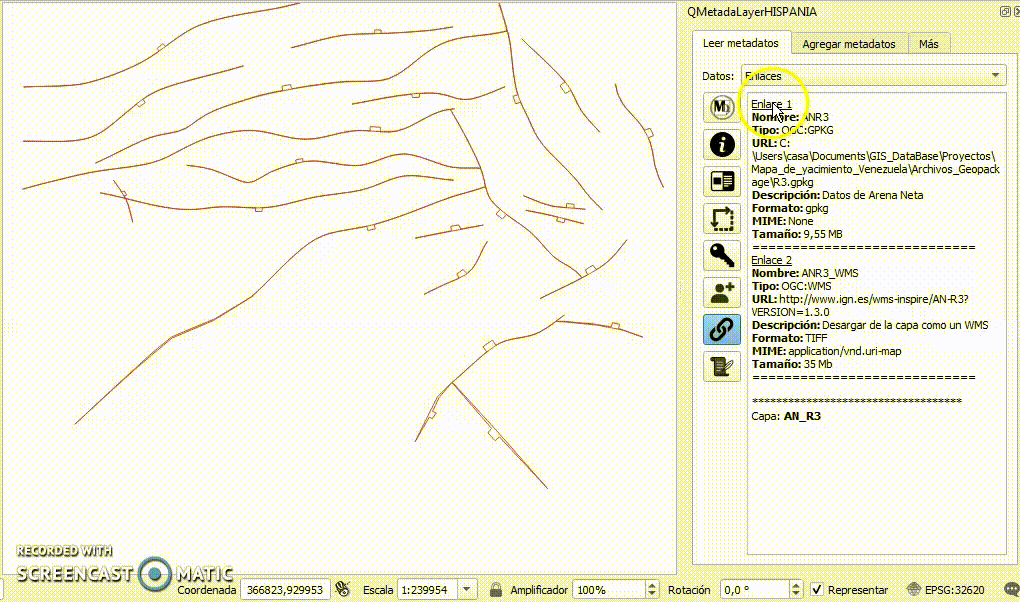 QMetadaLayerHISPANIA
Leer metadatos
Agregar metadatos
Más
Datos:
Enlaces
Enlace 1
Nombre: ANR3
Tipo: OGC:GPKG
URL: C:
\Users\casa\Documents\GIS_DataBase\Proyectos\
Mapa_de_yacimiento_Venezuela\Archivos_Geopack
age\R3.gpkg
Descripción: Datos de Arena Neta
Formato: gpkg
MIME: None
Tamaño: 9,55 MB
============================
Enlace 2
Nombre: ANR3_WMS
Tipo: OGC:WMS
URL: http://www.ign.es/wms-inspire/AN-R3?
VERSION=1.3.0
Descripción: Desargar de la capa como un WMS
Formato: TIFF
MIME: application/vnd.uri-map
Tamaño: 35 Mb
============================
**********************************
Capa: AN_R3
RECORDED WITH
SCREENCAST MATIC
Coordenada 366823,929953 Escala 1:239954 Amplificador 100% Rotación 0,0 ° Representar EPSG:32620